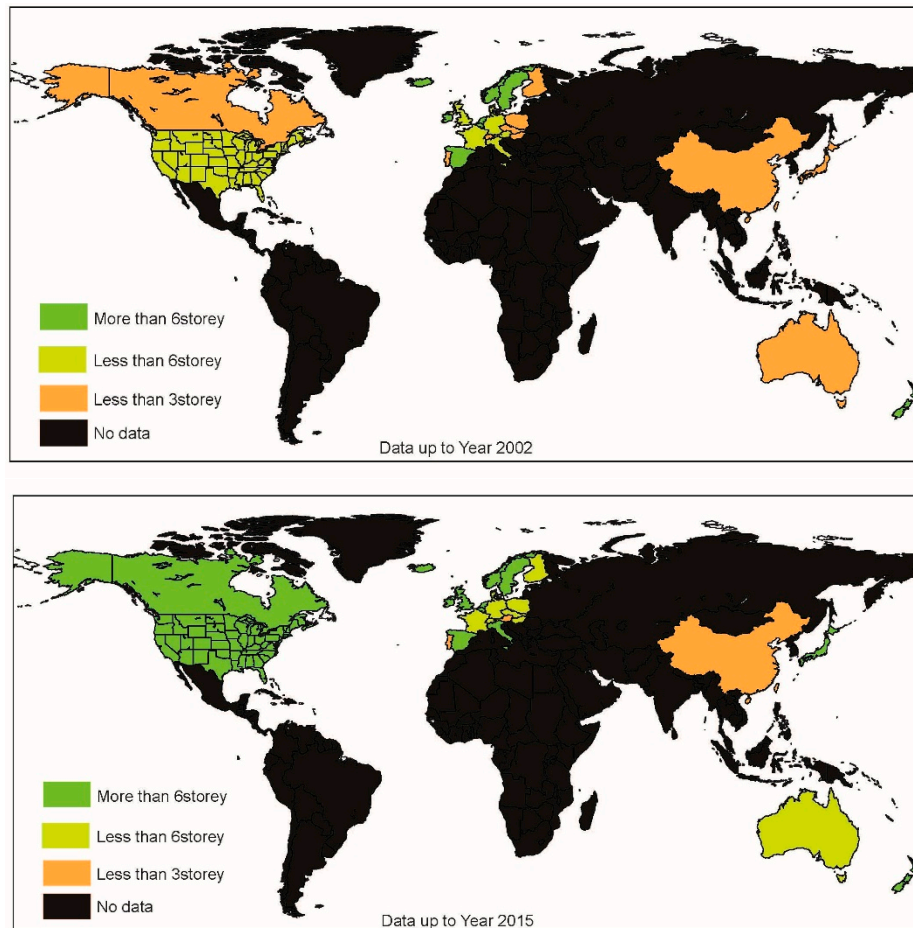 More than 6storey
Less than 6storey
Less than 3storey
No data
Data up to Year 2002
More than 6storey
Less than 6storey
Less than 3storey
No data
Data up to Year 2015